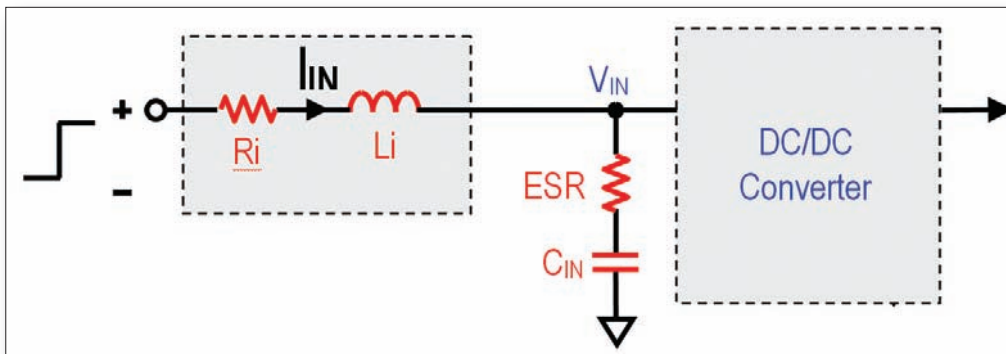 IIN
+
VIN
Ri
Li
DC/DC
Converter
ESR
–
CIN